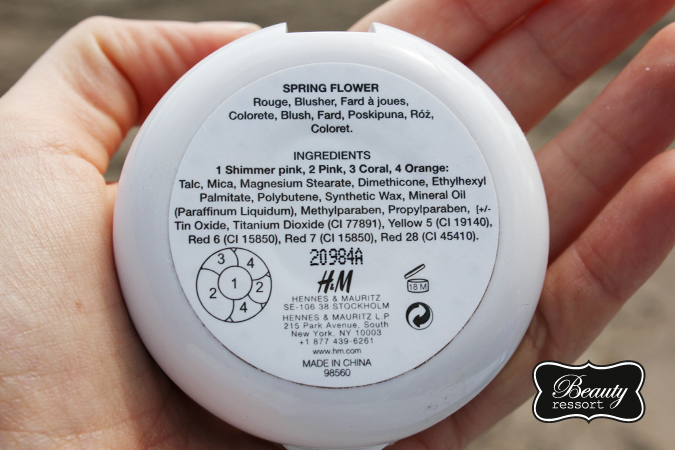 SPRING FLOWER
Rouge, Blusher, Fard à joues,
Colorete, Blush, Fard, Poskipuna, Róż,
Coloret.
INGREDIENTS
1 Shimmer pink, 2 Pink, 3 Coral, 4 Orange:
Talc, Mica, Magnesium Stearate, Dimethicone, Ethylhexyl
Palmitate, Polybutene, Synthetic Wax, Mineral Oil
(Paraffinum Liquidum), Methylparaben, Propylparaben, [+/-
Tin Oxide, Titanium Dioxide (CI 77891), Yellow 5 (CI 19140),
Red 6 (CI 15850), Red 7 (CI 15850), Red 28 (CI 45410).
20984A
3 4
1
2 2
4
H&M
HENNES & MAURITZ
SE-106 38 STOCKHOLM
HENNES & MAURITZ L.P
215 Park Avenue, South
New York, NY 10003
+1 877 439-6261
www.hm.com
MADE IN CHINA
98560
18 M
Beauty
ressort